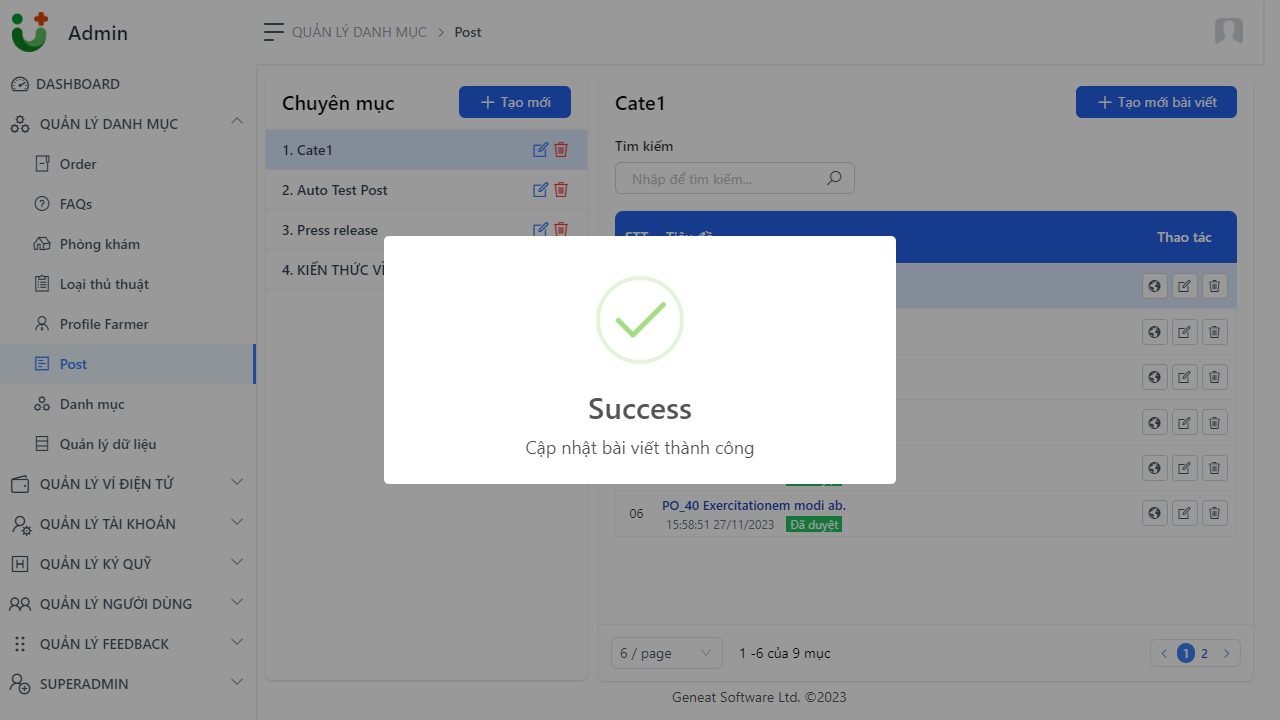 Admin
QUẢN LÝ DANH MỤC > Post
DASHBOARD
QUẢN LÝ DANH MỤC
Order
FAQs
Phòng khám
Loại thủ thuật
Profile Farmer
Post
Danh mục
Quản lý dữ liệu
QUẢN LÝ VÍ ĐIỆN TỬ
QUẢN LÝ TÀI KHOẢN
QUẢN LÝ KÝ QUỸ
QUẢN LÝ NGƯỜI DÙNG
QUẢN LÝ FEEDBACK
SUPERADMIN
Chuyên mục
Tạo mới
1. Cate1
2. Auto Test Post
3. Press release
4. KIẾN THỨC
Cate1
Tạo mới bài viết
Tìm kiếm
Nhập để tìm kiếm...
STT Tiêu đề Thao tác
Success
Cập nhật bài viết thành công
06 PO_40 Exercitationem modi ab.
15:58:51 27/11/2023 Đã duyệt
6 / page
1 -6 của 9 mục
1 2
Geneat Software Ltd. ©2023